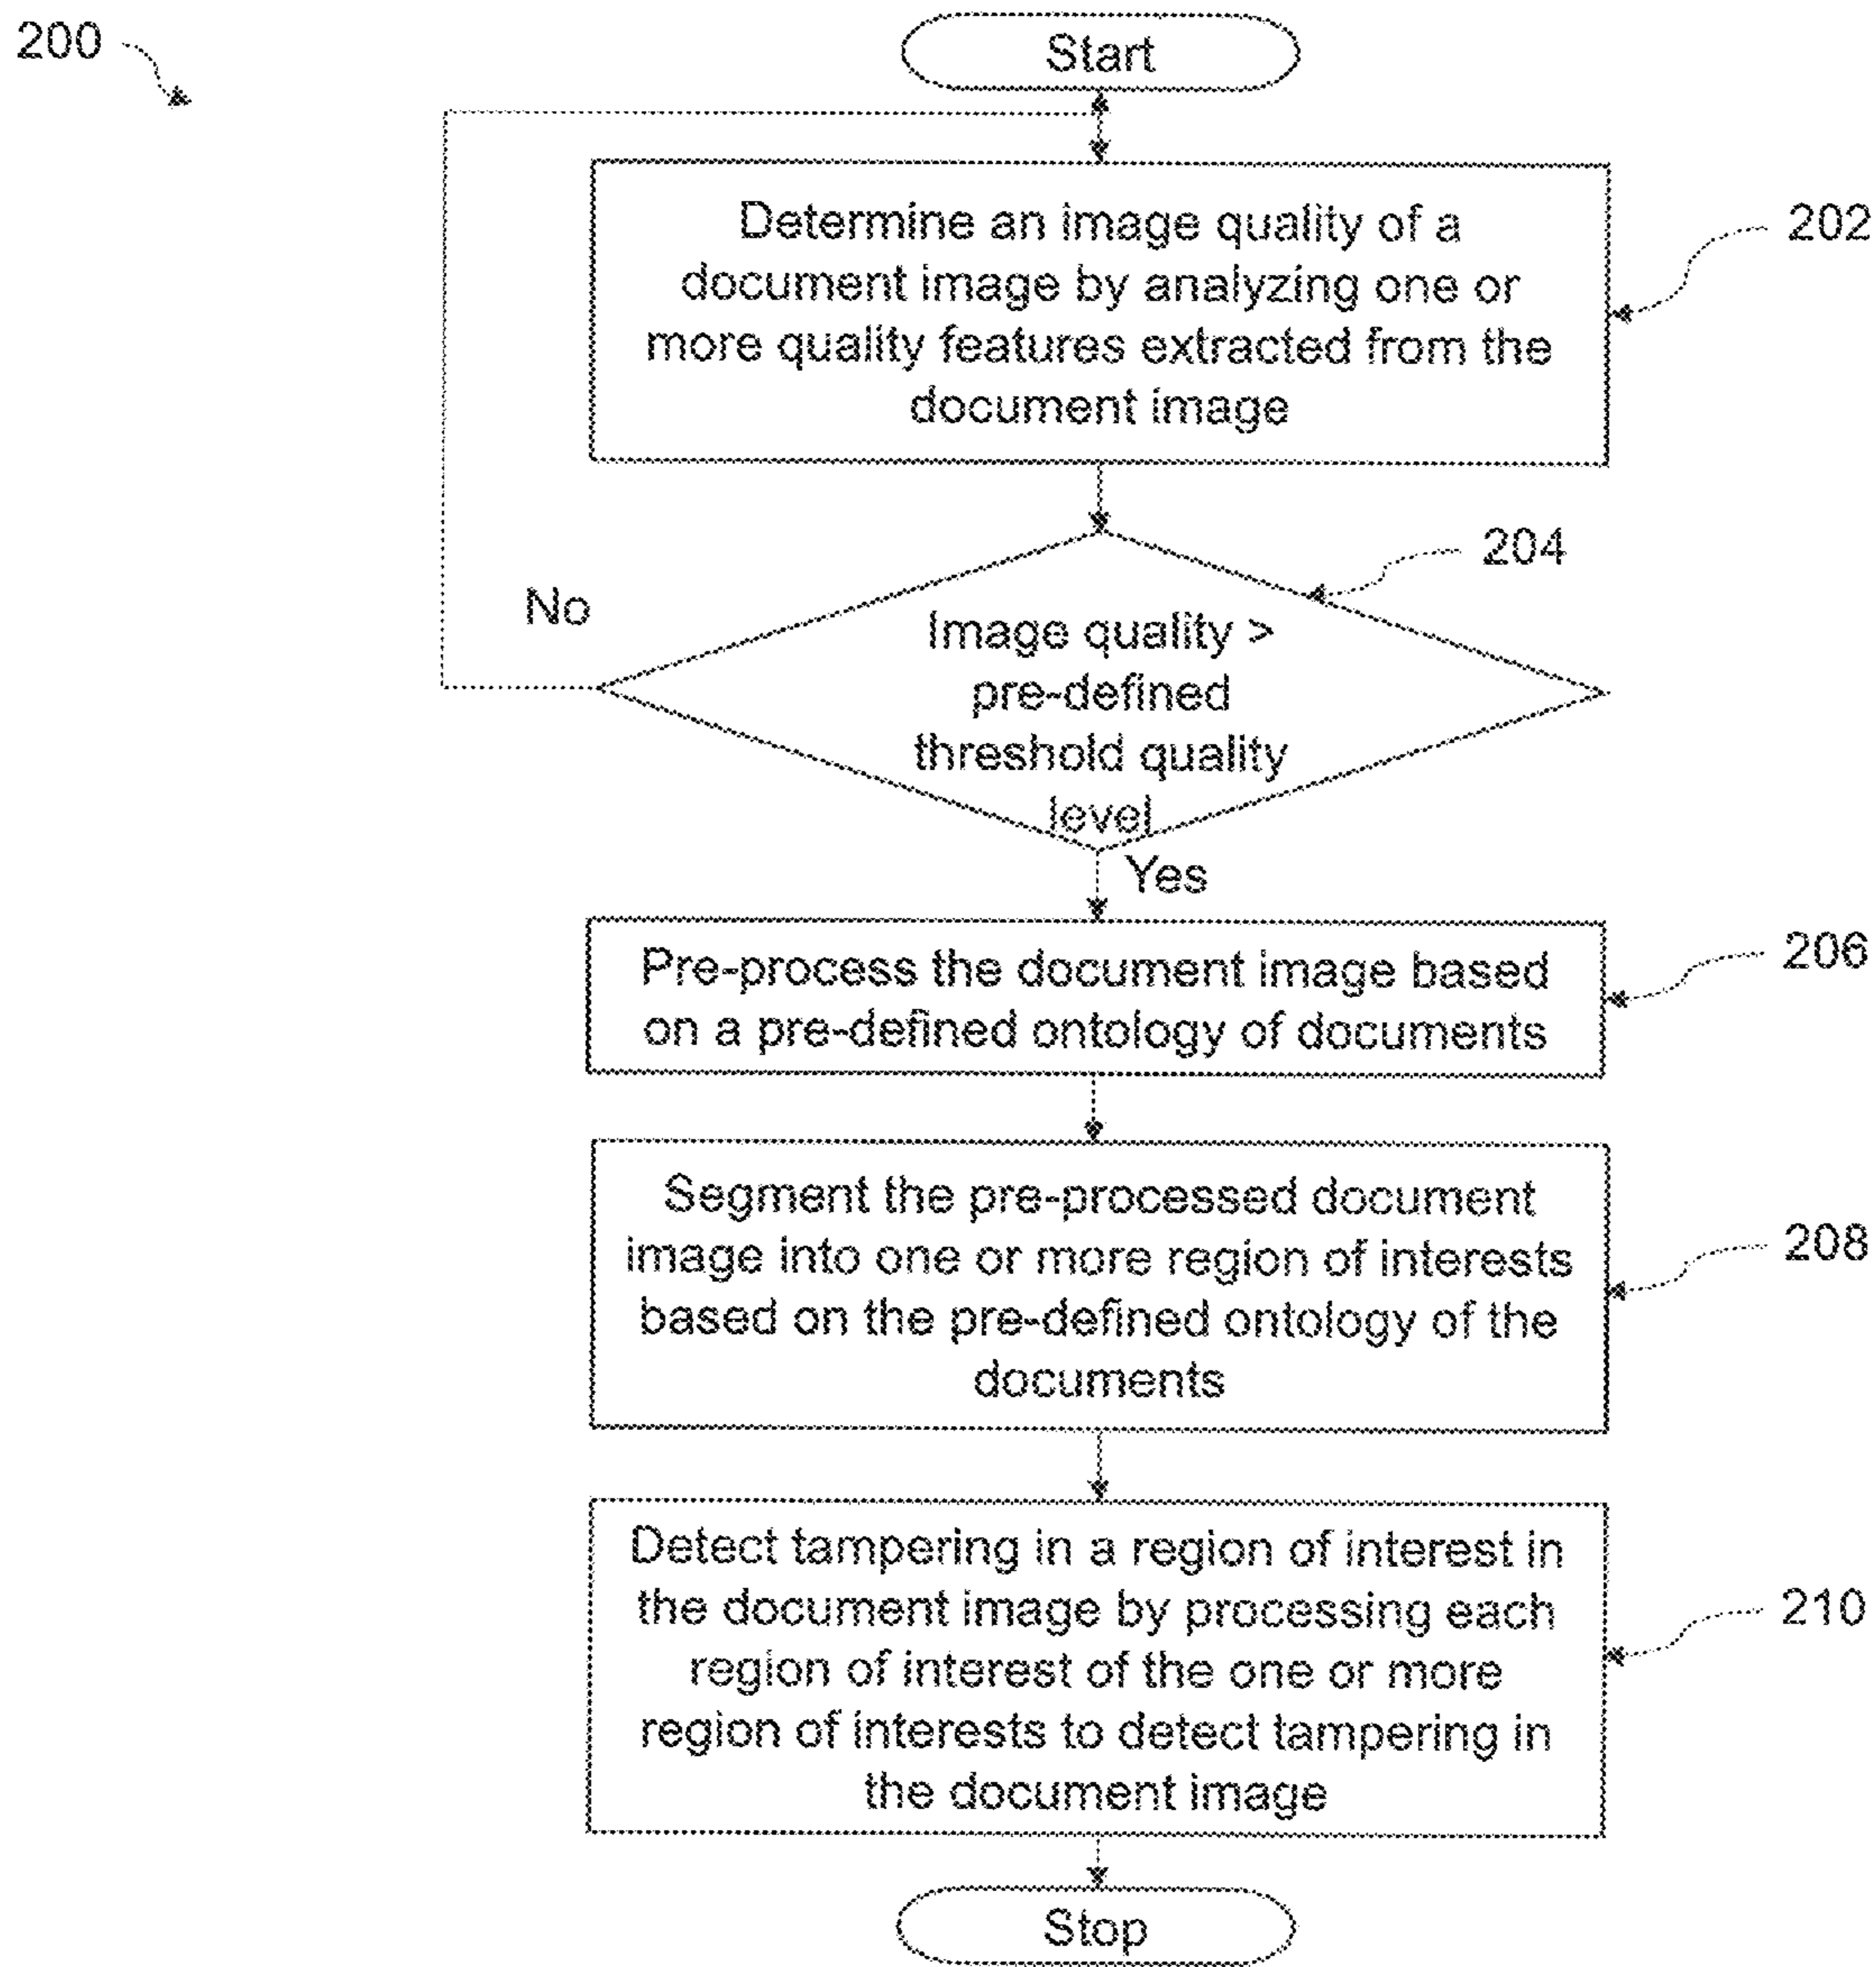 200
Start
Determine an image quality of a
document image by analyzing one or
more quality features extracted from the
document image
202
204
No
Image quality >
pre-defined
threshold quality
level
Yes
Pre-process the document image based
on a pre-defined ontology of documents
206
Segment the pre-processed document
image into one or more region of interests
based on the pre-defined ontology of the
documents
208
Detect tampering in a region of interest in
the document image by processing each
region of interest of the one or more
region of interests to detect tampering in
the document image
210
Stop